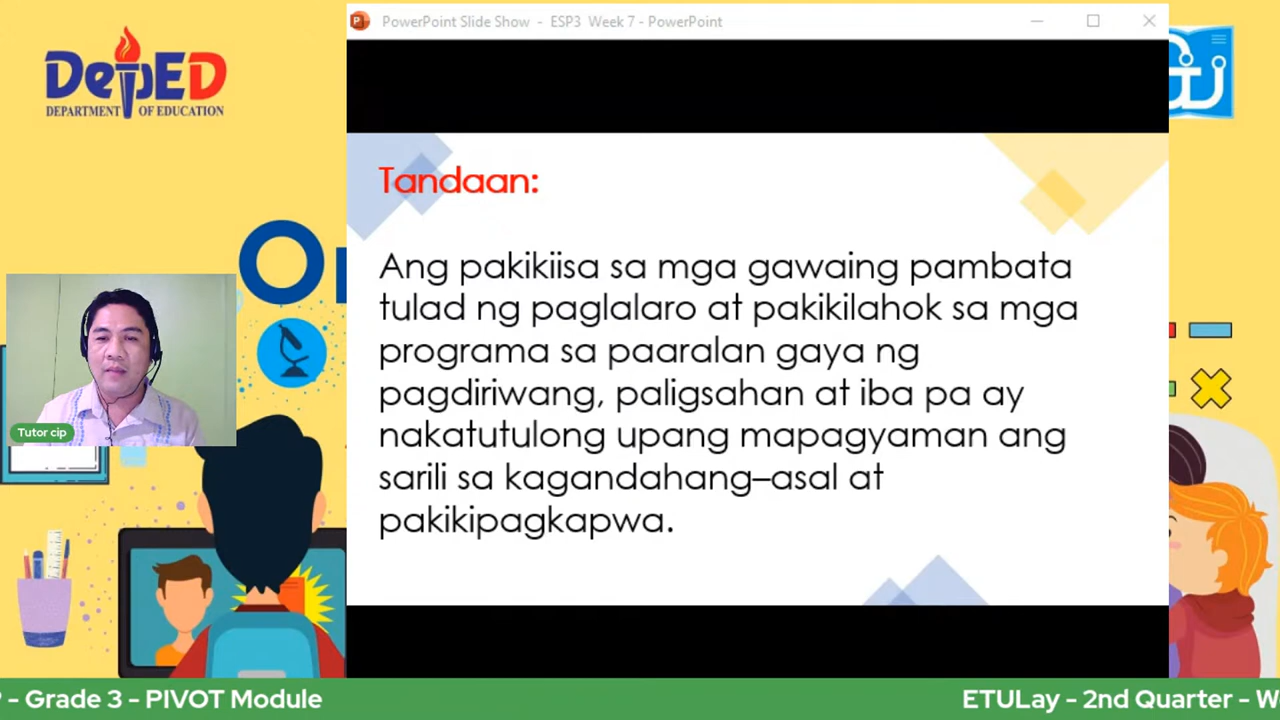 PowerPoint Slide Show - ESP3 Week 7 - PowerPoint
DepED
DEPARTMENT OF EDUCATION
Tandaan:
Ang pakikiisa sa mga gawaing pambata
tulad ng paglalaro at pakikilahok sa mga
programa sa paaralan gaya ng
pagdiriwang, paligsahan at iba pa ay
nakatutulong upang mapagyaman ang
sarili sa kagandahang–asal at
pakikipagkapwa.
Tutor cip
- Grade 3 - PIVOT Module
ETULay - 2nd Quarter - W